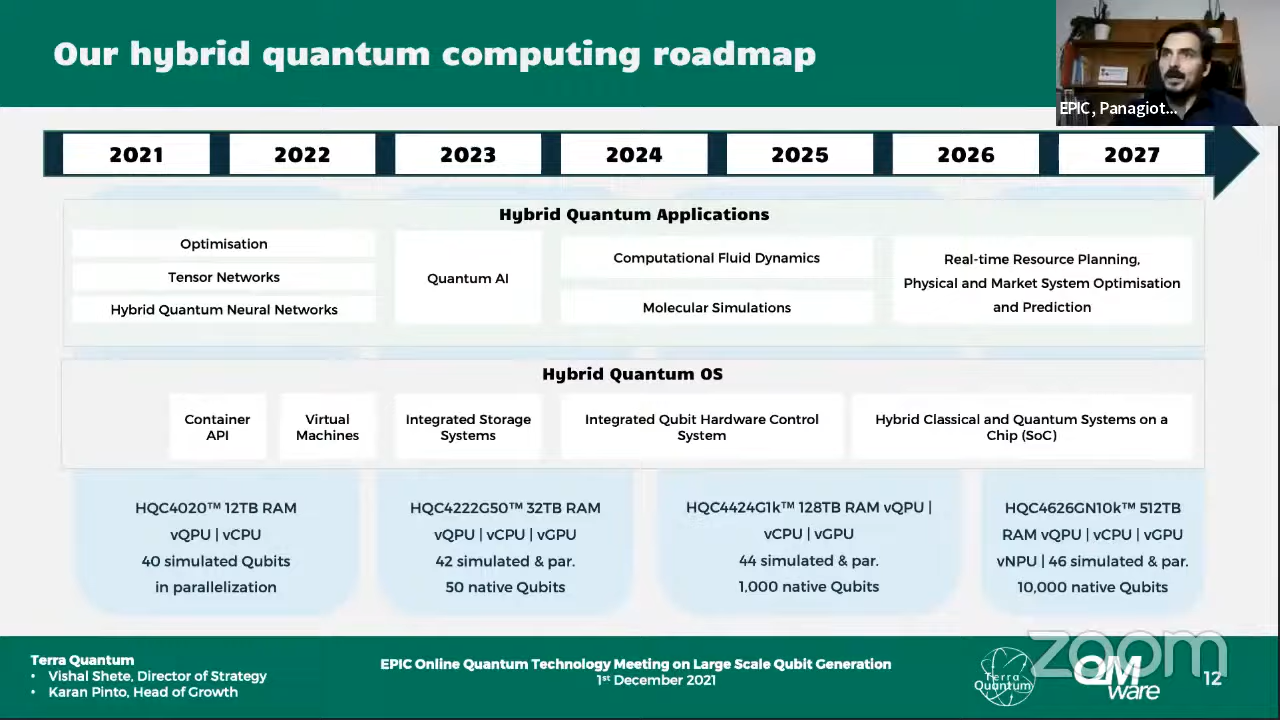 Our hybrid quantum computing roadmap
EPIC, Panagiot...
2021 2022 2023 2024 2025 2026 2027
Hybrid Quantum Applications
Optimisation
Tensor Networks
Hybrid Quantum Neural Networks
Quantum AI
Computational Fluid Dynamics
Molecular Simulations
Real-time Resource Planning,
Physical and Market System Optimisation
and Prediction
Hybrid Quantum OS
Container
API
Virtual
Machines
Integrated Storage
Systems
Integrated Qubit Hardware Control
System
Hybrid Classical and Quantum Systems on a
Chip (SoC)
HQC4020™ 12TB RAM
vQPU | vCPU
40 simulated Qubits
in parallelization
HQC4222G50™ 32TB RAM
vQPU | vCPU | vGPU
42 simulated & par.
50 native Qubits
HQC4424G1k™ 128TB RAM vQPU |
vCPU | vGPU
44 simulated & par.
1,000 native Qubits
HQC4626GN10k™ 512TB
RAM vQPU | vCPU | vGPU
vNPU | 46 simulated & par.
10,000 native Qubits
Terra Quantum
• Vishal Shete, Director of Strategy
• Karan Pinto, Head of Growth
EPIC Online Quantum Technology Meeting on Large Scale Qubit Generation
1st December 2021
Terra
Quantum
QM
ware
zoom
12